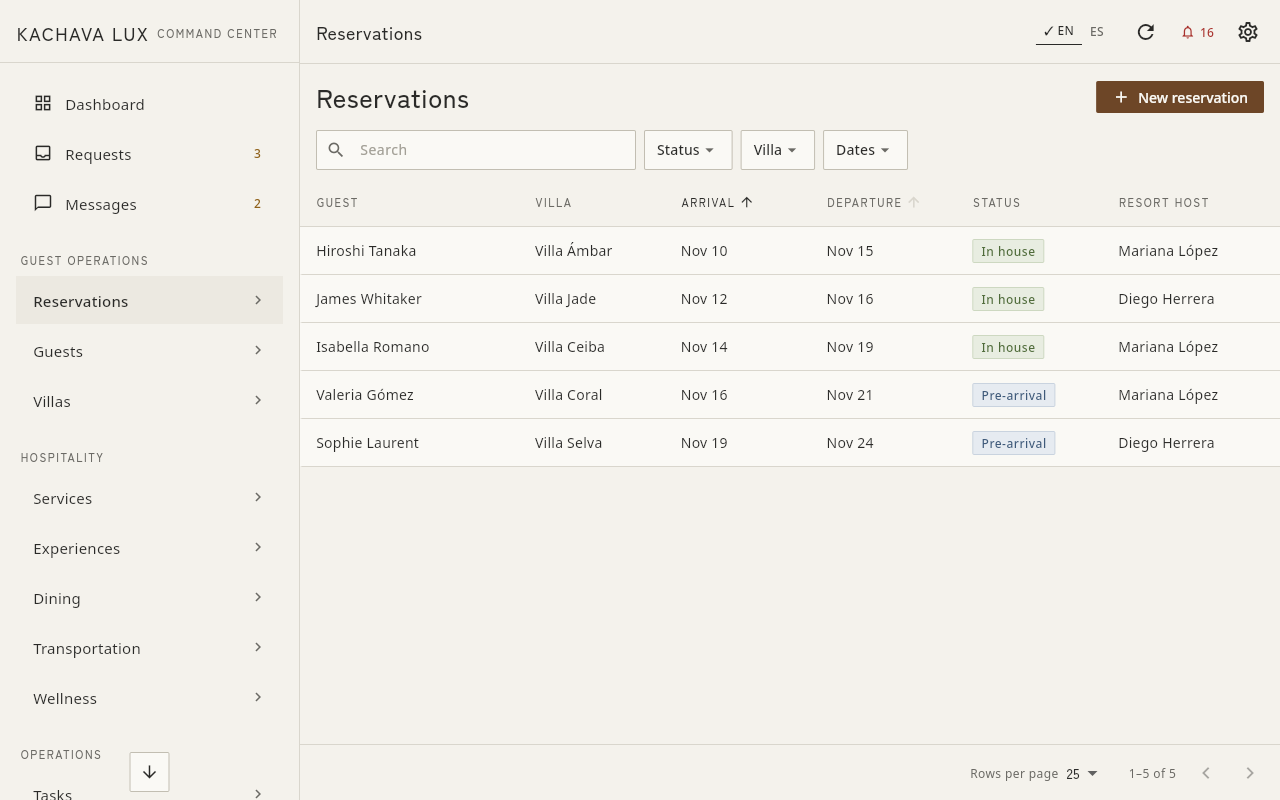 KACHAVA LUX COMMAND CENTER
Reservations
✓ EN ES
16
Dashboard
Requests 3
Messages 2
GUEST OPERATIONS
Reservations
Guests
Villas
HOSPITALITY
Services
Experiences
Dining
Transportation
Wellness
OPERATIONS
Tasks
Reservations
+ New reservation
Search
Status
Villa
Dates
GUEST VILLA ARRIVAL DEPARTURE STATUS RESORT HOST
Hiroshi Tanaka Villa Ámbar Nov 10 Nov 15 In house Mariana López
James Whitaker Villa Jade Nov 12 Nov 16 In house Diego Herrera
Isabella Romano Villa Ceiba Nov 14 Nov 19 In house Mariana López
Valeria Gómez Villa Coral Nov 16 Nov 21 Pre-arrival Mariana López
Sophie Laurent Villa Selva Nov 19 Nov 24 Pre-arrival Diego Herrera
Rows per page 25 1–5 of 5